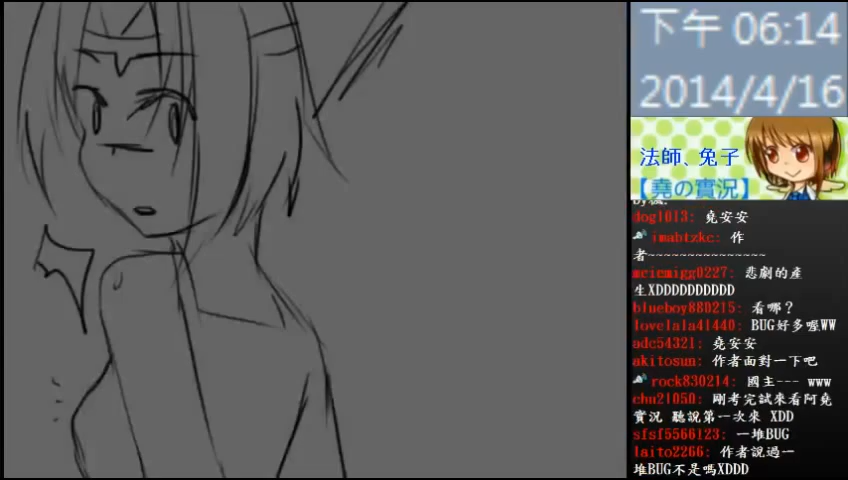 下午 06:14
2014/4/16
法師、兔子
【堯の實況】
dog1013: 堯安安
jmabtzkc: 作
者~~~~~~~~~~~~~~~
meiemigg0227: 悲劇的產
生XDDDDDDDDDD
blueboy880215: 看哪？
lovelala41440: BUG好多喔WW
adc54321: 堯安安
akitosun: 作者面對一下吧
rock830214: 國主--- www
chu21050: 剛考完試來看阿堯
實況 聽說第一次來 XDD
sfsf5566123: 一堆BUG
laito2266: 作者說過一
堆BUG不是嗎XDDD